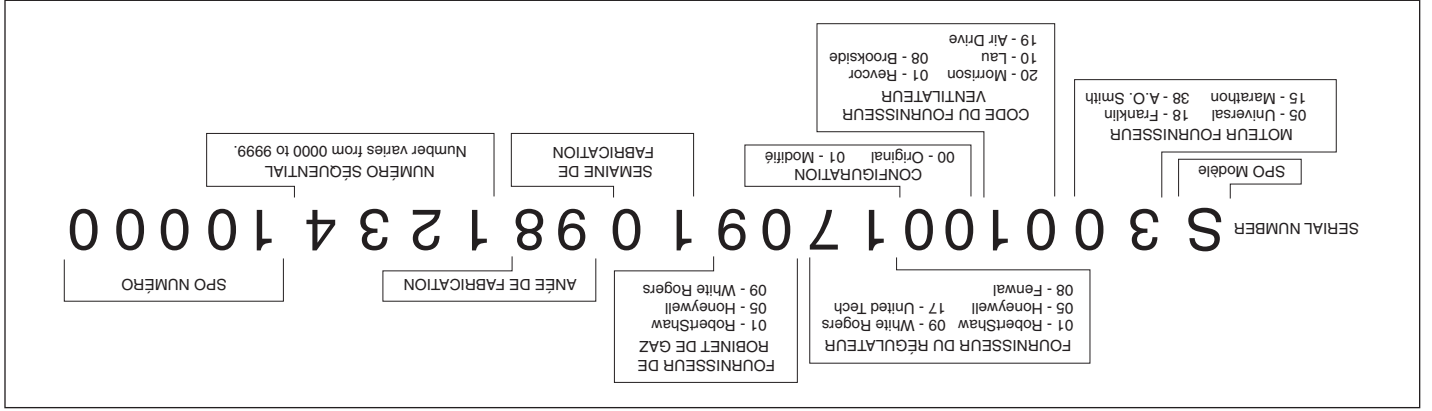 FOURNISSEUR DU RÉGULATEUR
01 - RobertShaw 09 - White Rogers
05 - Honeywell 17 - United Tech
08 - Fenwal
FOURNISSEUR DE
ROBINET DE GAZ
01 - RobertShaw
05 - Honeywell
09 - White Rogers
ANÉE DE FABRICATION
SPO NUMÉRO
SERIAL NUMBER S 3 0 0 1 0 0 1 7 0 9 1 0 9 8 1 2 3 4 1 0 0 0 0
SPO Modèle
MOTEUR FOURNISSEUR
05 - Universal 18 - Franklin
15 - Marathon 38 - A.O. Smith
CONFIGURATION
00 - Original 01 - Modifié
CODE DU FOURNISSEUR
VENTILATEUR
20 - Morrison 01 - Revcor
10 - Lau 08 - Brookside
19 - Air Drive
SEMAINE DE
FABRICATION
NUMÉRO SÉQUENTIAL
Number varies from 0000 to 9999.